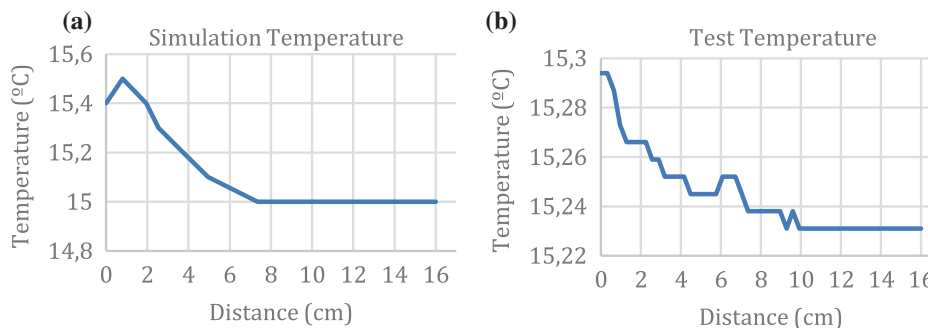 (a)
Simulation Temperature
15,6
15,4
15,2
15
14,8
Temperature (ºC)
0 2 4 6 8 10 12 14 16
Distance (cm)
(b)
Test Temperature
15,3
15,28
15,26
15,24
15,22
Temperature (ºC)
0 2 4 6 8 10 12 14 16
Distance (cm)